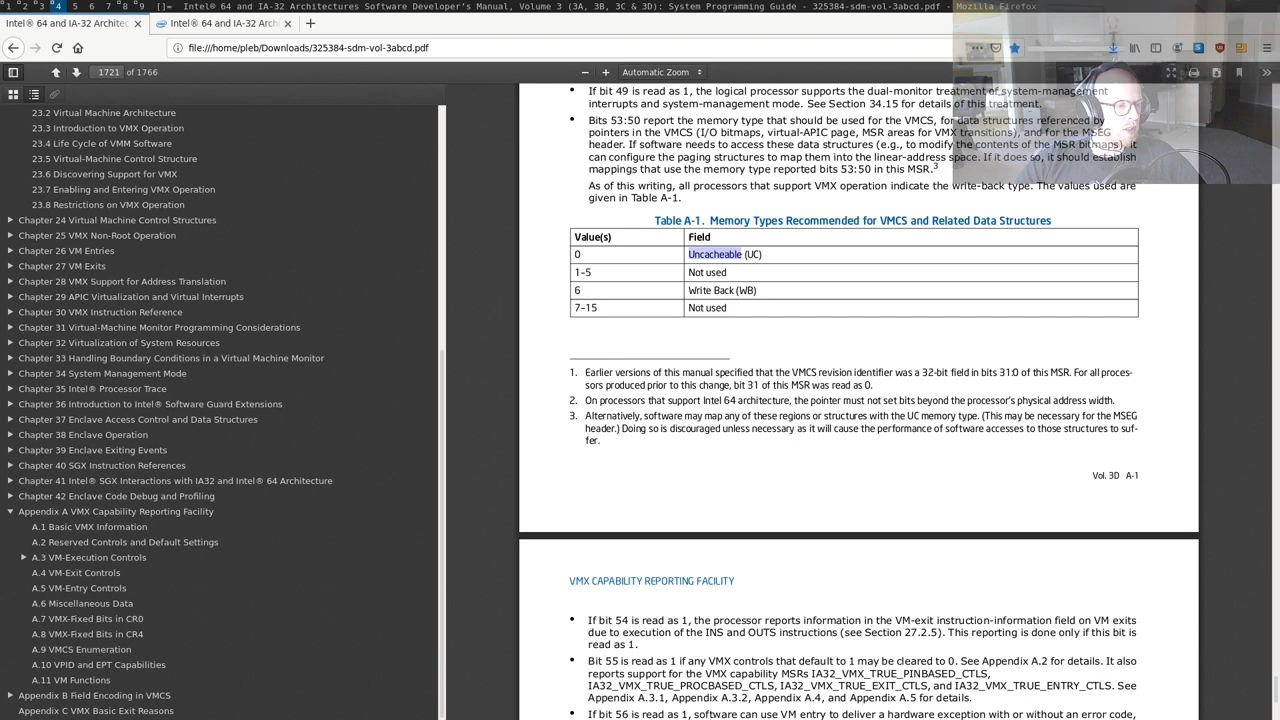 1 2 3 4 5 6 7 8 9 []= Intel® 64 and IA-32 Architectures Software Developer's Manual, Volume 3 (3A, 3B, 3C & 3D): System Programming Guide - 325384-sdm-vol-3abcd.pdf - Mozilla Firefox
Intel® 64 and IA-32 Architec
Intel® 64 and IA-32 Arch
file:///home/pleb/Downloads/325384-sdm-vol-3abcd.pdf
1721 of 1766
Automatic Zoom
23.2 Virtual Machine Architecture
23.3 Introduction to VMX Operation
23.4 Life Cycle of VMM Software
23.5 Virtual-Machine Control Structure
23.6 Discovering Support for VMX
23.7 Enabling and Entering VMX Operation
23.8 Restrictions on VMX Operation
Chapter 24 Virtual Machine Control Structures
Chapter 25 VMX Non-Root Operation
Chapter 26 VM Entries
Chapter 27 VM Exits
Chapter 28 VMX Support for Address Translation
Chapter 29 APIC Virtualization and Virtual Interrupts
Chapter 30 VMX Instruction Reference
Chapter 31 Virtual-Machine Monitor Programming Considerations
Chapter 32 Virtualization of System Resources
Chapter 33 Handling Boundary Conditions in a Virtual Machine Monitor
Chapter 34 System Management Mode
Chapter 35 Intel® Processor Trace
Chapter 36 Introduction to Intel® Software Guard Extensions
Chapter 37 Enclave Access Control and Data Structures
Chapter 38 Enclave Operation
Chapter 39 Enclave Exiting Events
Chapter 40 SGX Instruction References
Chapter 41 Intel® SGX Interactions with IA32 and Intel® 64 Architecture
Chapter 42 Enclave Code Debug and Profiling
Appendix A VMX Capability Reporting Facility
A.1 Basic VMX Information
A.2 Reserved Controls and Default Settings
A.3 VM-Execution Controls
A.4 VM-Exit Controls
A.5 VM-Entry Controls
A.6 Miscellaneous Data
A.7 VMX-Fixed Bits in CR0
A.8 VMX-Fixed Bits in CR4
A.9 VMCS Enumeration
A.10 VPID and EPT Capabilities
A.11 VM Functions
Appendix B Field Encoding in VMCS
Appendix C VMX Basic Exit Reasons
• If bit 49 is read as 1, the logical processor supports the dual-monitor treatment of system-management
interrupts and system-management mode. See Section 34.15 for details of this treatment.
• Bits 53:50 report the memory type that should be used for the VMCS, for data structures referenced by
pointers in the VMCS (I/O bitmaps, virtual-APIC page, MSR areas for VMX transitions), and for the MSEG
header. If software needs to access these data structures (e.g., to modify the contents of the MSR bitmaps), it
can configure the paging structures to map them into the linear-address space. If it does so, it should establish
mappings that use the memory type reported bits 53:50 in this MSR.3
As of this writing, all processors that support VMX operation indicate the write-back type. The values used are
given in Table A-1.
Table A-1. Memory Types Recommended for VMCS and Related Data Structures
Value(s) Field
0 Uncacheable (UC)
1–5 Not used
6 Write Back (WB)
7–15 Not used
1. Earlier versions of this manual specified that the VMCS revision identifier was a 32-bit field in bits 31:0 of this MSR. For all proces-
sors produced prior to this change, bit 31 of this MSR was read as 0.
2. On processors that support Intel 64 architecture, the pointer must not set bits beyond the processor's physical address width.
3. Alternatively, software may map any of these regions or structures with the UC memory type. (This may be necessary for the MSEG
header.) Doing so is discouraged unless necessary as it will cause the performance of software accesses to those structures to suf-
fer.
Vol. 3D A-1
VMX CAPABILITY REPORTING FACILITY
• If bit 54 is read as 1, the processor reports information in the VM-exit instruction-information field on VM exits
due to execution of the INS and OUTS instructions (see Section 27.2.5). This reporting is done only if this bit is
read as 1.
• Bit 55 is read as 1 if any VMX controls that default to 1 may be cleared to 0. See Appendix A.2 for details. It also
reports support for the VMX capability MSRs IA32_VMX_TRUE_PINBASED_CTLS,
IA32_VMX_TRUE_PROCBASED_CTLS, IA32_VMX_TRUE_EXIT_CTLS, and IA32_VMX_TRUE_ENTRY_CTLS. See
Appendix A.3.1, Appendix A.3.2, Appendix A.4, and Appendix A.5 for details.
• If bit 56 is read as 1, software can use VM entry to deliver a hardware exception with or without an error code,